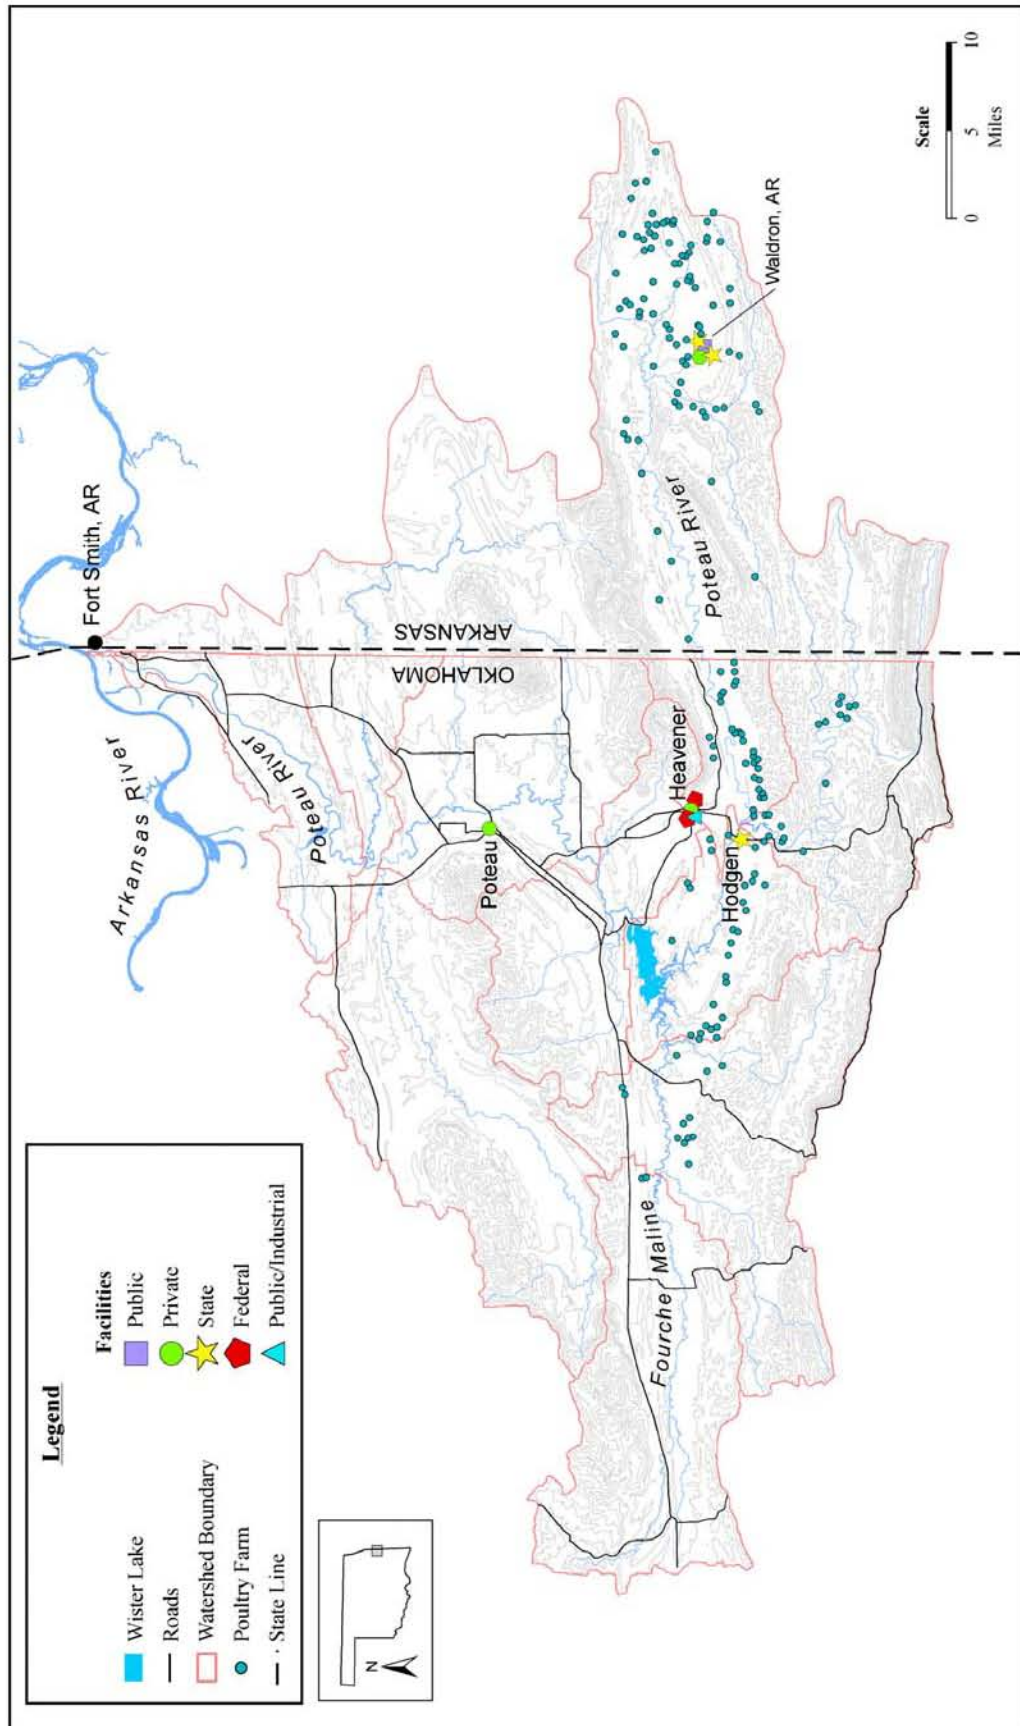 Legend
Wister Lake
Roads
Watershed Boundary
Poultry Farm
State Line
Facilities
Public
Private
State
Federal
Public/Industrial
N
Arkansas River
Fort Smith, AR
Poteau River
OKLAHOMA
ARKANSAS
Poteau
Heavener
Hodgen
Fourche Maline
Poteau River
Waldron, AR
Scale
0 5 10
Miles